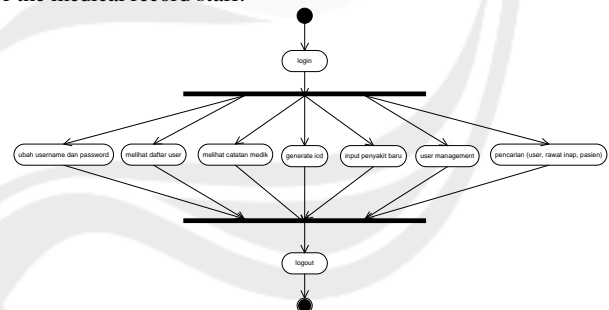 of the medical record staff.
login
ubah username dan password
melihat daftar user
melihat catatan medik
generate icd
input penyakit baru
user management
pencarian (user, rawat inap, pasien)
logout